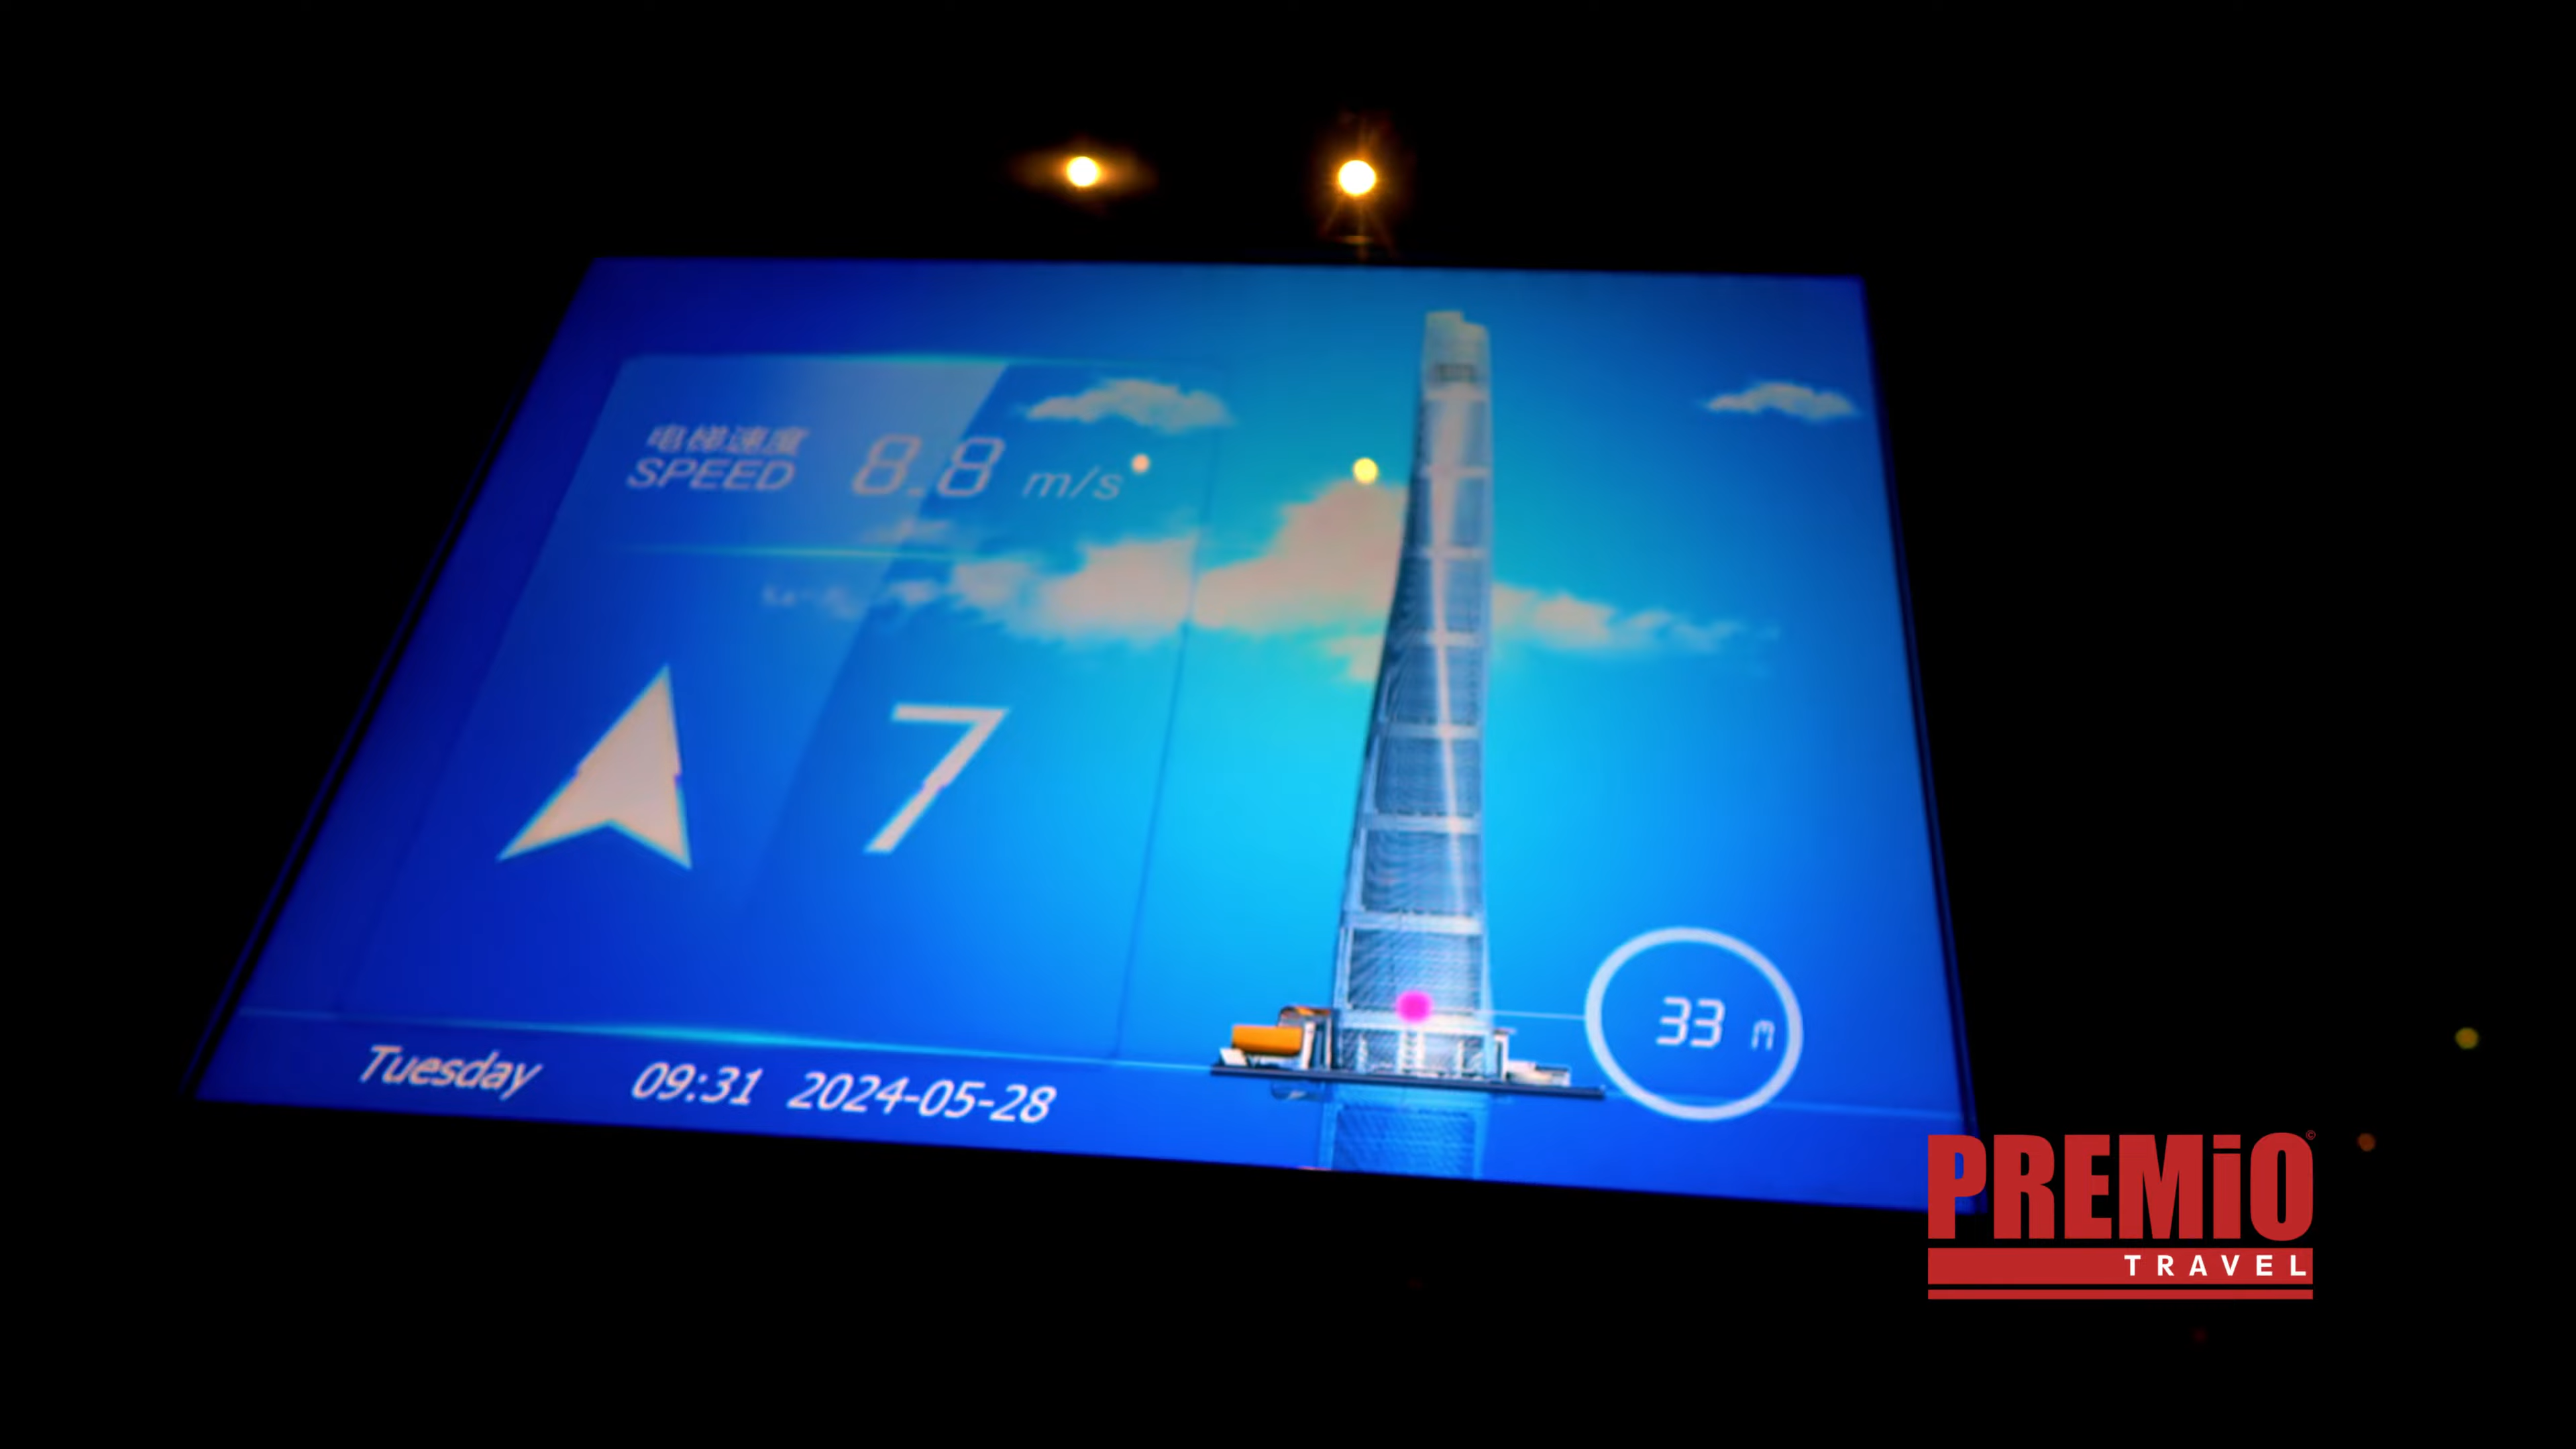 电梯速度
SPEED 8.8 m/s
7
33 m
Tuesday 09:31 2024-05-28
PREMiO©
TRAVEL